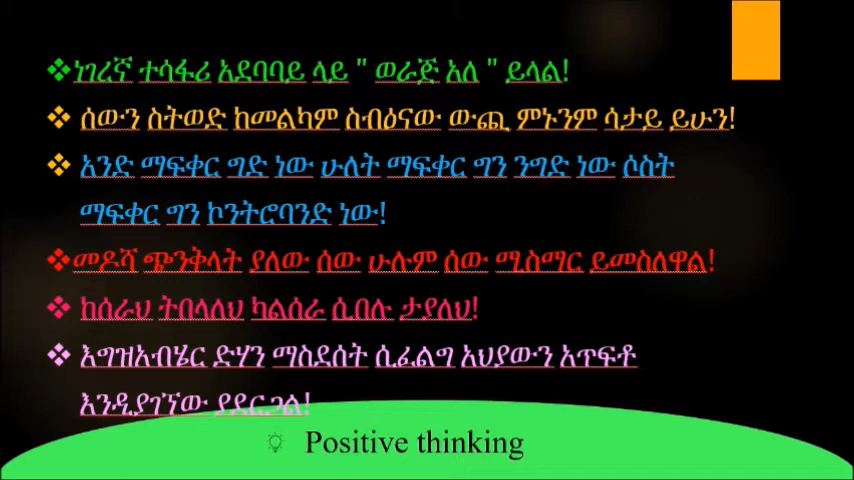 ❖ነገረኛ ተሳፋሪ አደባባይ ላይ " ወራጅ አለ " ይላል!
❖ ሰውን ስትወድ ከመልካም ስብዕናው ውጪ ምኑንም ሳታይ ይሁን!
❖ አንድ ማፍቀር ግድ ነው ሁለት ማፍቀር ግን ንግድ ነው ሶስት
ማፍቀር ግን ኮንትሮባንድ ነው!
❖መዶሻ ጭንቅላት ያለው ሰው ሁሉም ሰው ሚስማር ይመስለዋል!
❖ ከሰራህ ትበላለህ ካልሰራ ሲበሉ ታያለህ!
❖ እግዝአብሄር ድሃን ማስደሰት ሲፈልግ አህያውን አጥፍቶ
እንዲያገኘው ያደርጋል!
Positive thinking